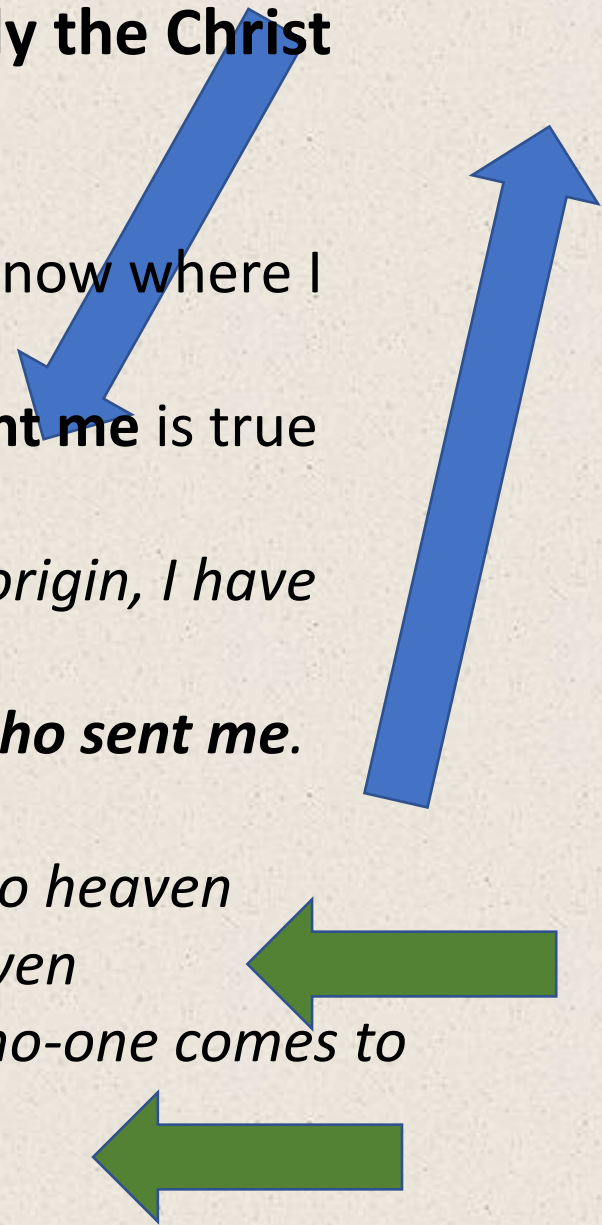 ly the Christ
now where I
nt me is true
origin, I have
ho sent me.
o heaven
ven
no-one comes to